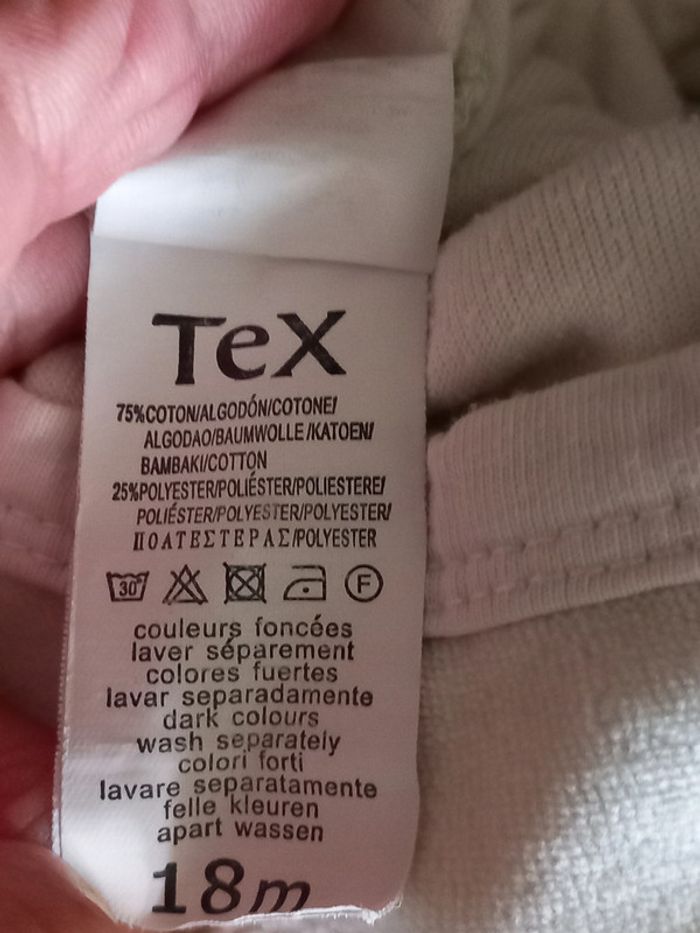 TeX
75%COTON/ALGODÓN/COTONE/
ALGODAO/BAUMWOLLE/KATOEN/
BAMBAKI/COTTON
25%POLYESTER/POLIÉSTER/POLIESTERE/
POLIÉSTER/POLYESTER/POLYESTER/
ΠΟΛΤΕΣΤΕΡΑΣ/POLYESTER
30° F
couleurs foncées
laver séparement
colores fuertes
lavar separadamente
dark colours
wash separately
colori forti
lavare separatamente
felle kleuren
apart wassen
18m